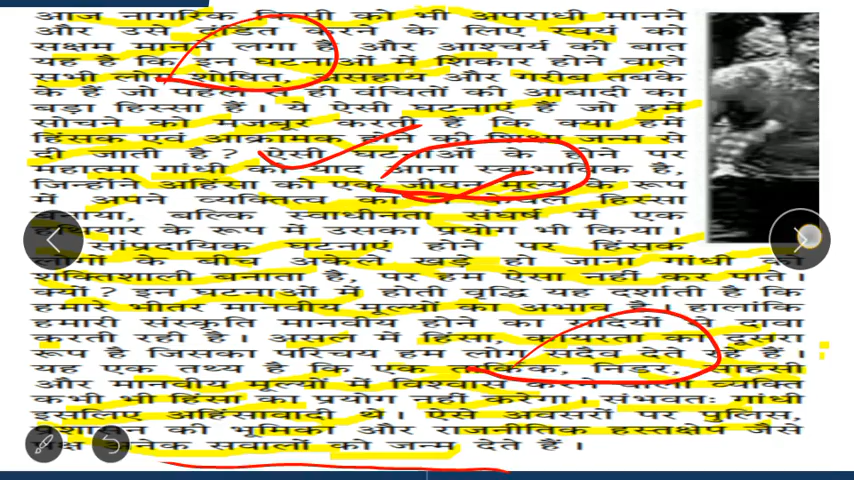 आज नागरिक किसी को भी अपराधी मानने
और उसे दंडित करने के लिए स्वयं को
सक्षम मानने लगा है और आश्चर्य की बात
यह है कि इन घटनाओं में शिकार होने वाले
सभी लोग शोषित, असहाय और गरीब तबके
के हैं जो पहले से ही वंचितों की आबादी का
बड़ा हिस्सा हैं। ये ऐसी घटनाएं हैं जो हमें
सोचने को मजबूर करती हैं कि क्या हमें
हिंसक एवं आक्रामक होने की शिक्षा जन्म से
दी जाती है? ऐसी घटनाओं के होने पर
महात्मा गांधी की याद आना स्वाभाविक है,
जिन्होंने अहिंसा को एक जीवन मूल्य के रूप
में अपने व्यक्तित्व का न केवल हिस्सा
बनाया, बल्कि स्वाधीनता संघर्ष में एक
हथियार के रूप में उसका प्रयोग भी किया।
सांप्रदायिक घटनाएं होने पर हिंसक
लोगों के बीच अकेले खड़े हो जाना गांधी को
शक्तिशाली बनाता है, पर हम ऐसा नहीं कर पाते।
क्यों? इन घटनाओं में होती वृद्धि यह दर्शाती है कि
हमारे भीतर मानवीय मूल्यों का अभाव है। हालांकि
हमारी संस्कृति मानवीय होने का सदियों से दावा
करती रही है। असल में हिंसा, कायरता का दूसरा
रूप है जिसका परिचय हम लोग सदैव देते रहे हैं।
यह एक तथ्य है कि एक तार्किक, निडर, साहसी
और मानवीय मूल्यों में विश्वास करने वाला व्यक्ति
कभी भी हिंसा का प्रयोग नहीं करेगा। संभवतः गांधी
इसलिए अहिंसावादी थे। ऐसे अवसरों पर पुलिस,
प्रशासन की भूमिका और राजनीतिक हस्तक्षेप जैसे
पक्ष अनेक सवालों को जन्म देते हैं।